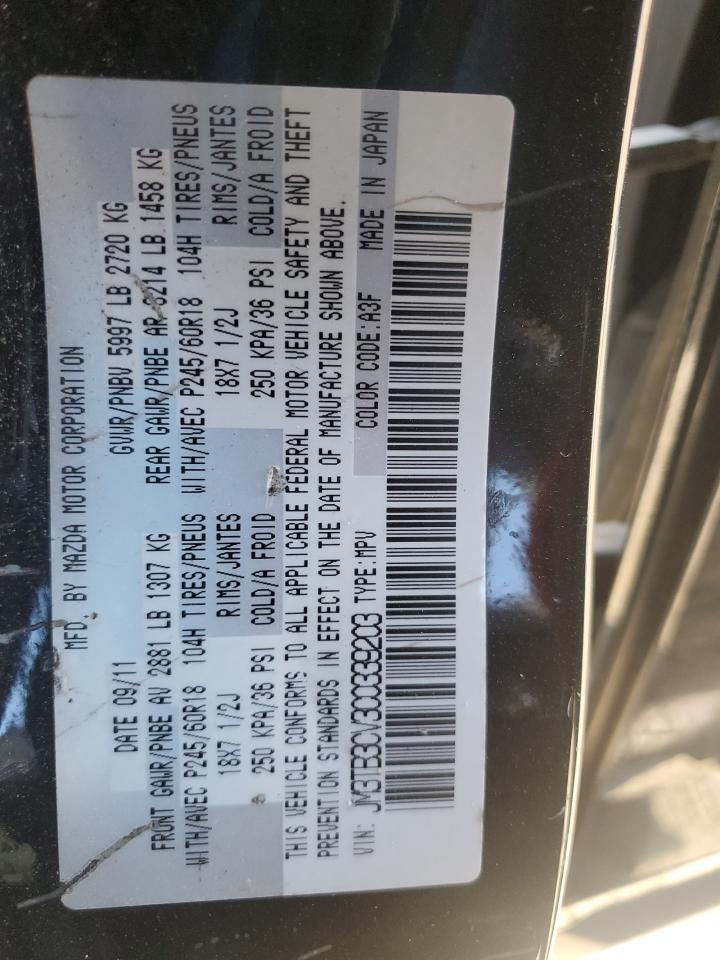 MFD. BY MAZDA MOTOR CORPORATION
DATE 09/11 GVWR/PNBV 5997 LB 2720 KG
FRONT GAWR/PNBE AV 2881 LB 1307 KG REAR GAWR/PNBE AR 3214 LB 1458 KG
WITH/AVEC P245/60R18 104H TIRES/PNEUS WITH/AVEC P245/60R18 104H TIRES/PNEUS
18X7 1/2J RIMS/JANTES 18X7 1/2J RIMS/JANTES
250 KPA/36 PSI COLD/A FROID 250 KPA/36 PSI COLD/A FROID
THIS VEHICLE CONFORMS TO ALL APPLICABLE FEDERAL MOTOR VEHICLE SAFETY AND THEFT
PREVENTION STANDARDS IN EFFECT ON THE DATE OF MANUFACTURE SHOWN ABOVE.
VIN: JM3TB3CV3C0339203 TYPE:MPV COLOR CODE:A3F MADE IN JAPAN